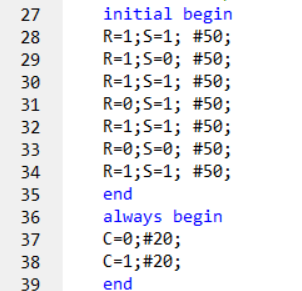 27 initial begin
28 R=1;S=1; #50;
29 R=1;S=0; #50;
30 R=1;S=1; #50;
31 R=0;S=1; #50;
32 R=1;S=1; #50;
33 R=0;S=0; #50;
34 R=1;S=1; #50;
35 end
36 always begin
37 C=0;#20;
38 C=1;#20;
39 end